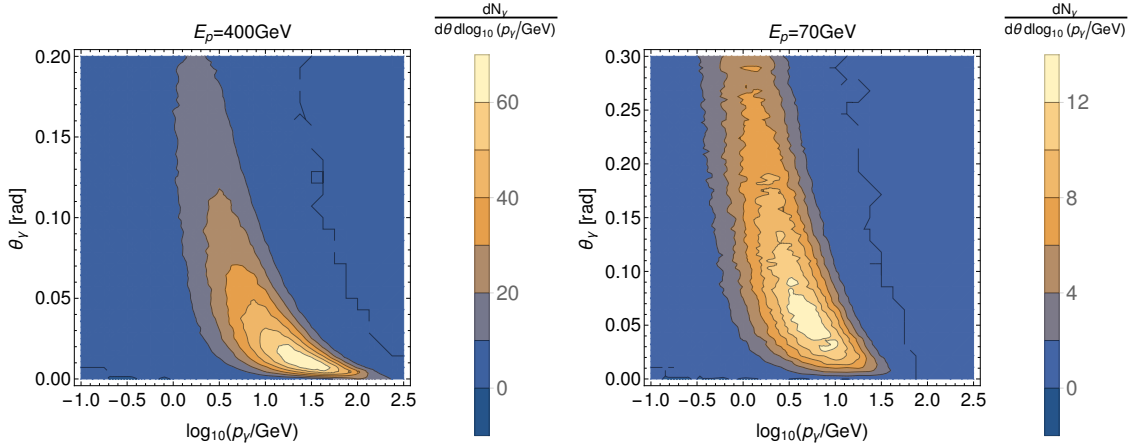 E_p=400GeV
dN_γ
dθ dlog₁₀(p_γ/GeV)
0.20
0.15
0.10
0.05
0.00
θ_γ [rad]
−1.0 −0.5 0.0 0.5 1.0 1.5 2.0 2.5
log₁₀(p_γ/GeV)
60
40
20
0
E_p=70GeV
dN_γ
dθ dlog₁₀(p_γ/GeV)
0.30
0.25
0.20
0.15
0.10
0.05
0.00
θ_γ [rad]
−1.0 −0.5 0.0 0.5 1.0 1.5 2.0 2.5
log₁₀(p_γ/GeV)
12
8
4
0